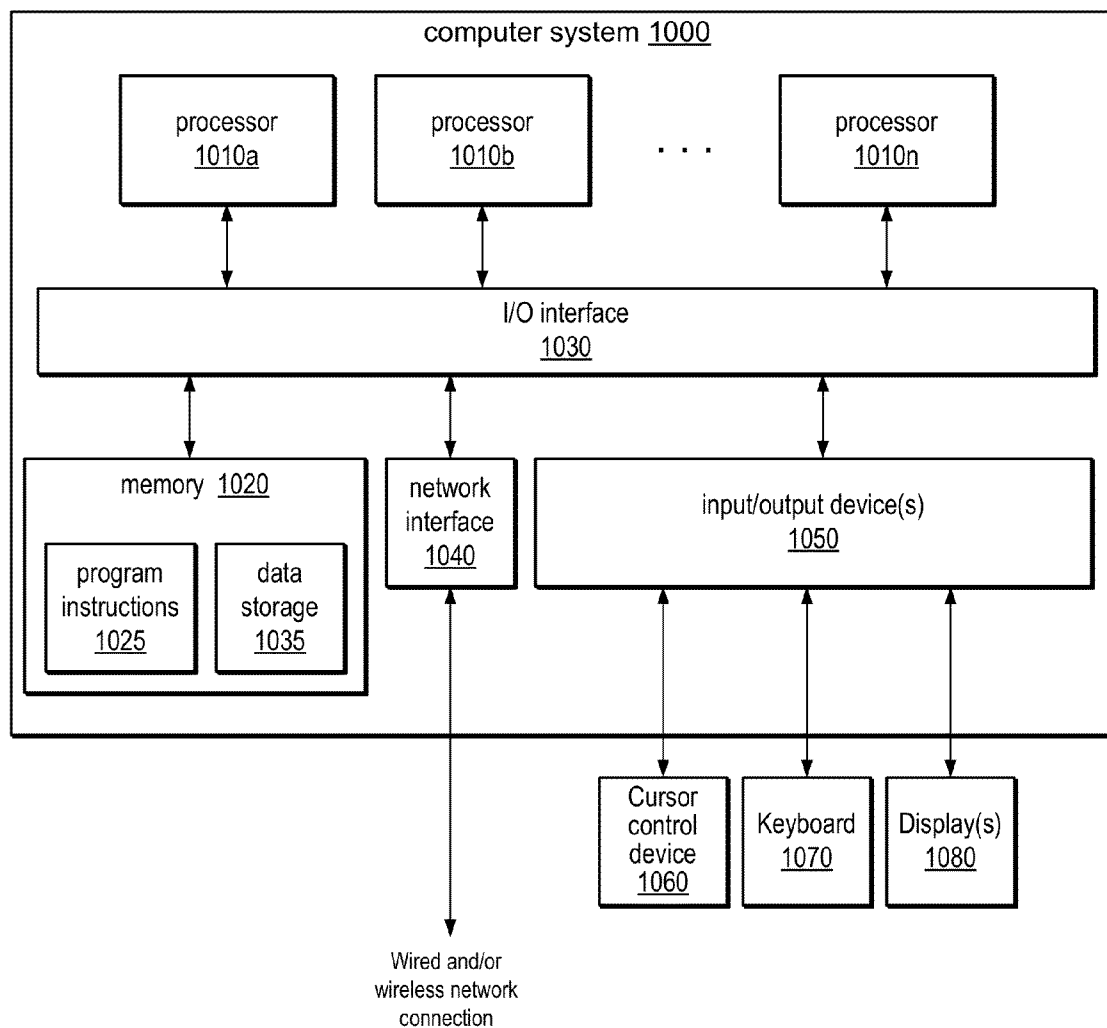 computer system 1000
processor
1010a
processor
1010b
. . .
processor
1010n
I/O interface
1030
memory 1020
program
instructions
1025
data
storage
1035
network
interface
1040
input/output device(s)
1050
Cursor
control
device
1060
Keyboard
1070
Display(s)
1080
Wired and/or
wireless network
connection